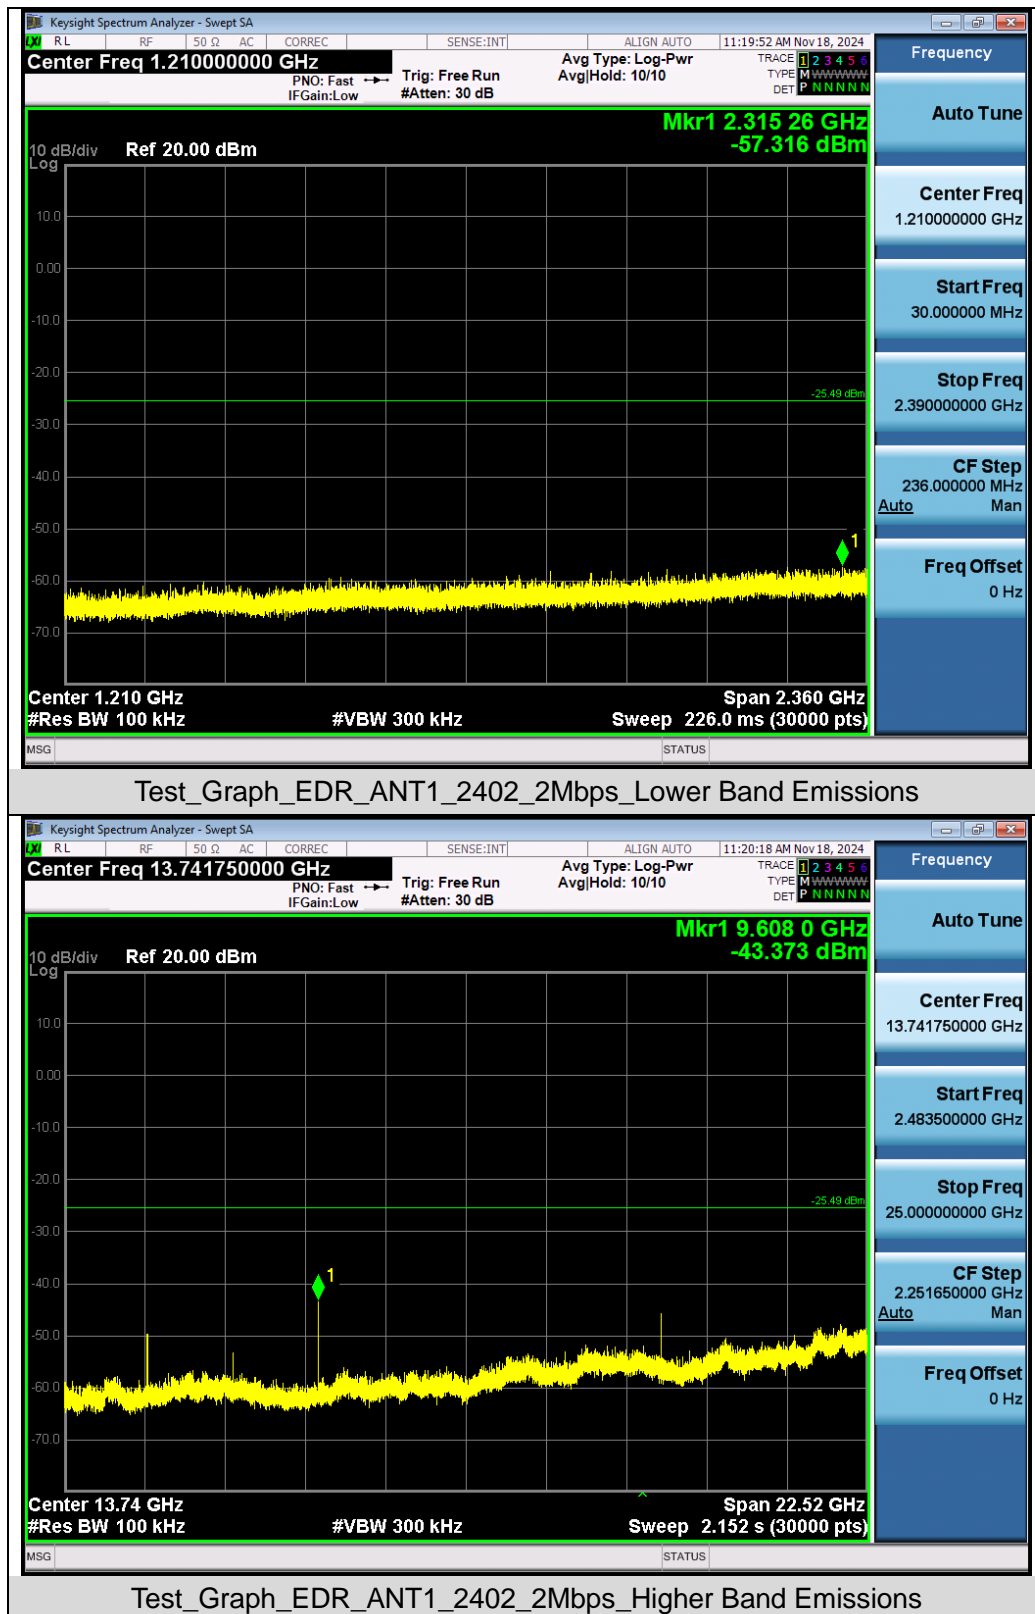 Keysight Spectrum Analyzer - Swept SA
LXI RL RF 50 Ω AC CORREC SENSE:INT ALIGN AUTO 11:19:52 AM Nov 18, 2024
Center Freq 1.210000000 GHz
PNO: Fast
IFGain:Low
Trig: Free Run
#Atten: 30 dB
Avg Type: Log-Pwr
Avg|Hold: 10/10
TRACE 1 2 3 4 5 6
TYPE M WWWWW
DET P N N N N N
Mkr1 2.315 26 GHz
-57.316 dBm
10 dB/div Ref 20.00 dBm
Log
10.0
0.00
-10.0
-20.0
-25.49 dBm
-30.0
-40.0
-50.0
1
-60.0
-70.0
Center 1.210 GHz Span 2.360 GHz
#Res BW 100 kHz #VBW 300 kHz Sweep 226.0 ms (30000 pts)
MSG STATUS
Frequency
Auto Tune
Center Freq
1.210000000 GHz
Start Freq
30.000000 MHz
Stop Freq
2.390000000 GHz
CF Step
236.000000 MHz
Auto Man
Freq Offset
0 Hz
Test_Graph_EDR_ANT1_2402_2Mbps_Lower Band Emissions
Keysight Spectrum Analyzer - Swept SA
LXI RL RF 50 Ω AC CORREC SENSE:INT ALIGN AUTO 11:20:18 AM Nov 18, 2024
Center Freq 13.741750000 GHz
PNO: Fast
IFGain:Low
Trig: Free Run
#Atten: 30 dB
Avg Type: Log-Pwr
Avg|Hold: 10/10
TRACE 1 2 3 4 5 6
TYPE M WWWWW
DET P N N N N N
Mkr1 9.608 0 GHz
-43.373 dBm
10 dB/div Ref 20.00 dBm
Log
10.0
0.00
-10.0
-20.0
-25.49 dBm
-30.0
1
-40.0
-50.0
-60.0
-70.0
Center 13.74 GHz Span 22.52 GHz
#Res BW 100 kHz #VBW 300 kHz Sweep 2.152 s (30000 pts)
MSG STATUS
Frequency
Auto Tune
Center Freq
13.741750000 GHz
Start Freq
2.483500000 GHz
Stop Freq
25.000000000 GHz
CF Step
2.251650000 GHz
Auto Man
Freq Offset
0 Hz
Test_Graph_EDR_ANT1_2402_2Mbps_Higher Band Emissions